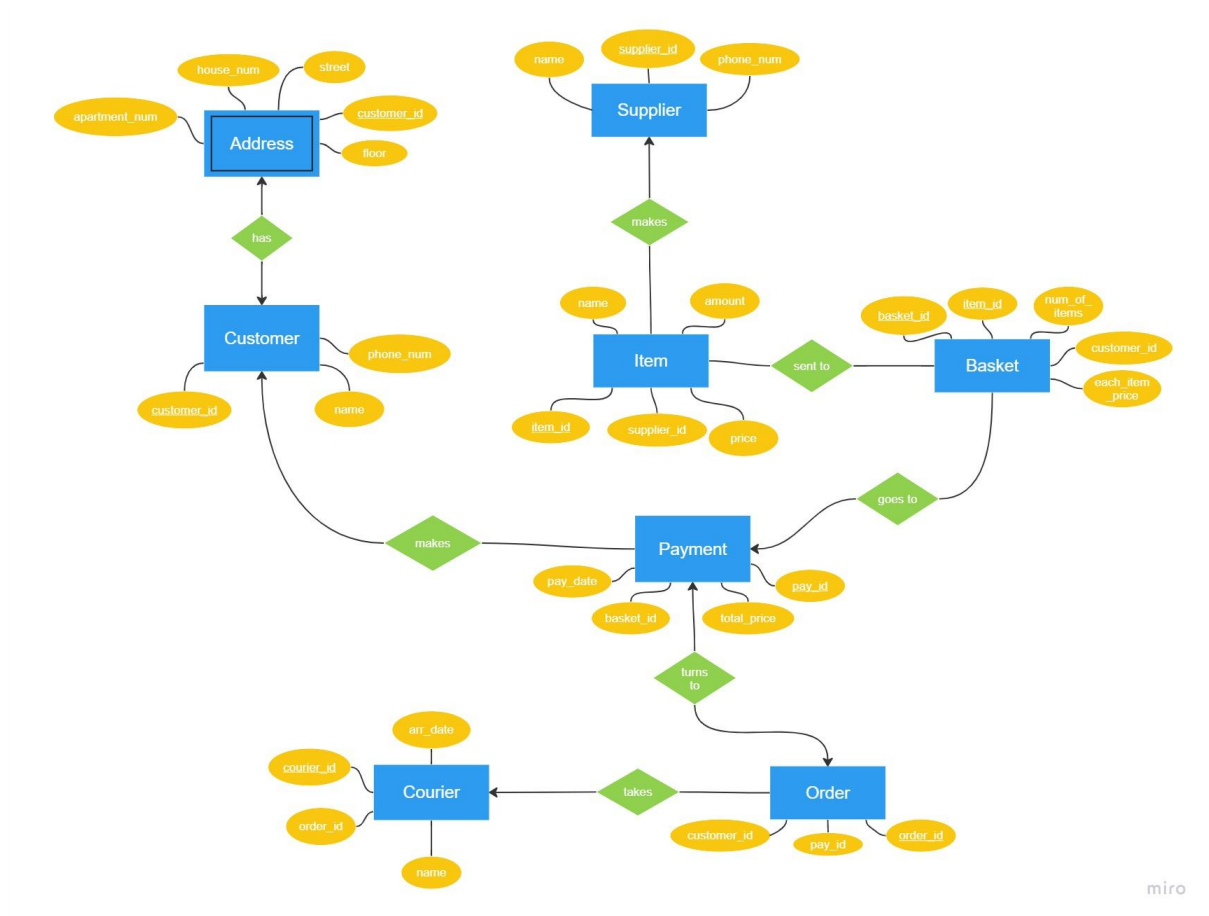 house_num
street
apartment_num
customer_id
Address
floor
has
Customer
phone_num
customer_id
name
supplier_id
name
phone_num
Supplier
makes
name
amount
Item
item_id
supplier_id
price
sent to
item_id
num_of_
items
basket_id
customer_id
Basket
each_item
_price
goes to
makes
Payment
pay_date
pay_id
basket_id
total_price
turns
to
arr_date
courier_id
Courier
order_id
name
takes
Order
customer_id
pay_id
order_id
miro